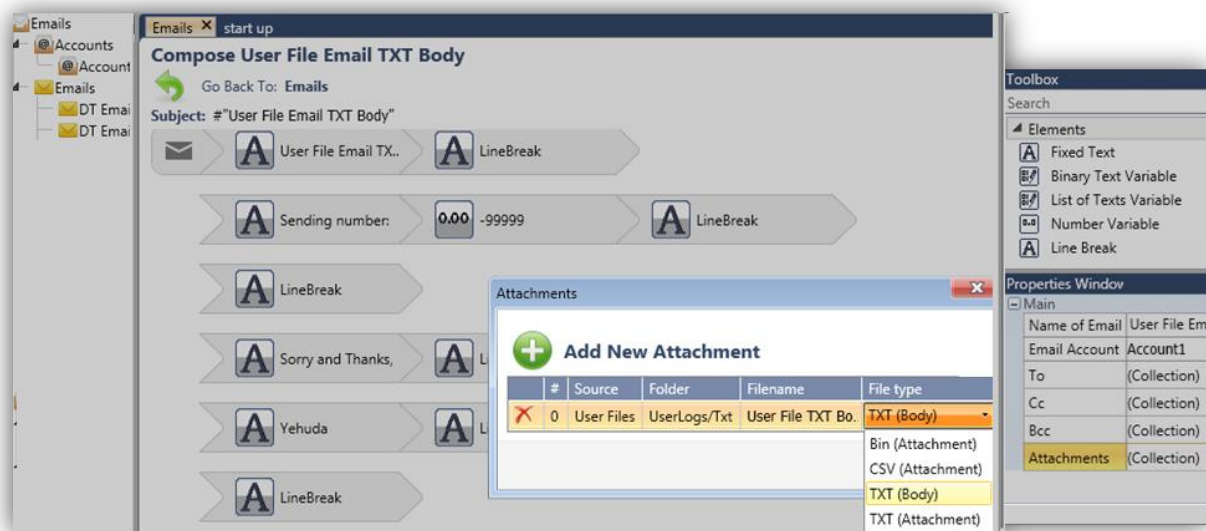 Emails
Accounts
Account
Emails
DT Emai
DT Emai
Emails X start up
Compose User File Email TXT Body
Go Back To: Emails
Subject: #"User File Email TXT Body"
A User File Email TX.. A LineBreak
A Sending number: 0.00 -99999 A LineBreak
A LineBreak
A Sorry and Thanks, A Li
A Yehuda A L
A LineBreak
Attachments
Add New Attachment
# Source Folder Filename File type
0 User Files UserLogs/Txt User File TXT Bo.. TXT (Body)
Bin (Attachment)
CSV (Attachment)
TXT (Body)
TXT (Attachment)
Toolbox
Search
Elements
A Fixed Text
Binary Text Variable
List of Texts Variable
0.0 Number Variable
A Line Break
Properties Window
Main
Name of Email User File Em
Email Account Account1
To (Collection)
Cc (Collection)
Bcc (Collection)
Attachments (Collection)